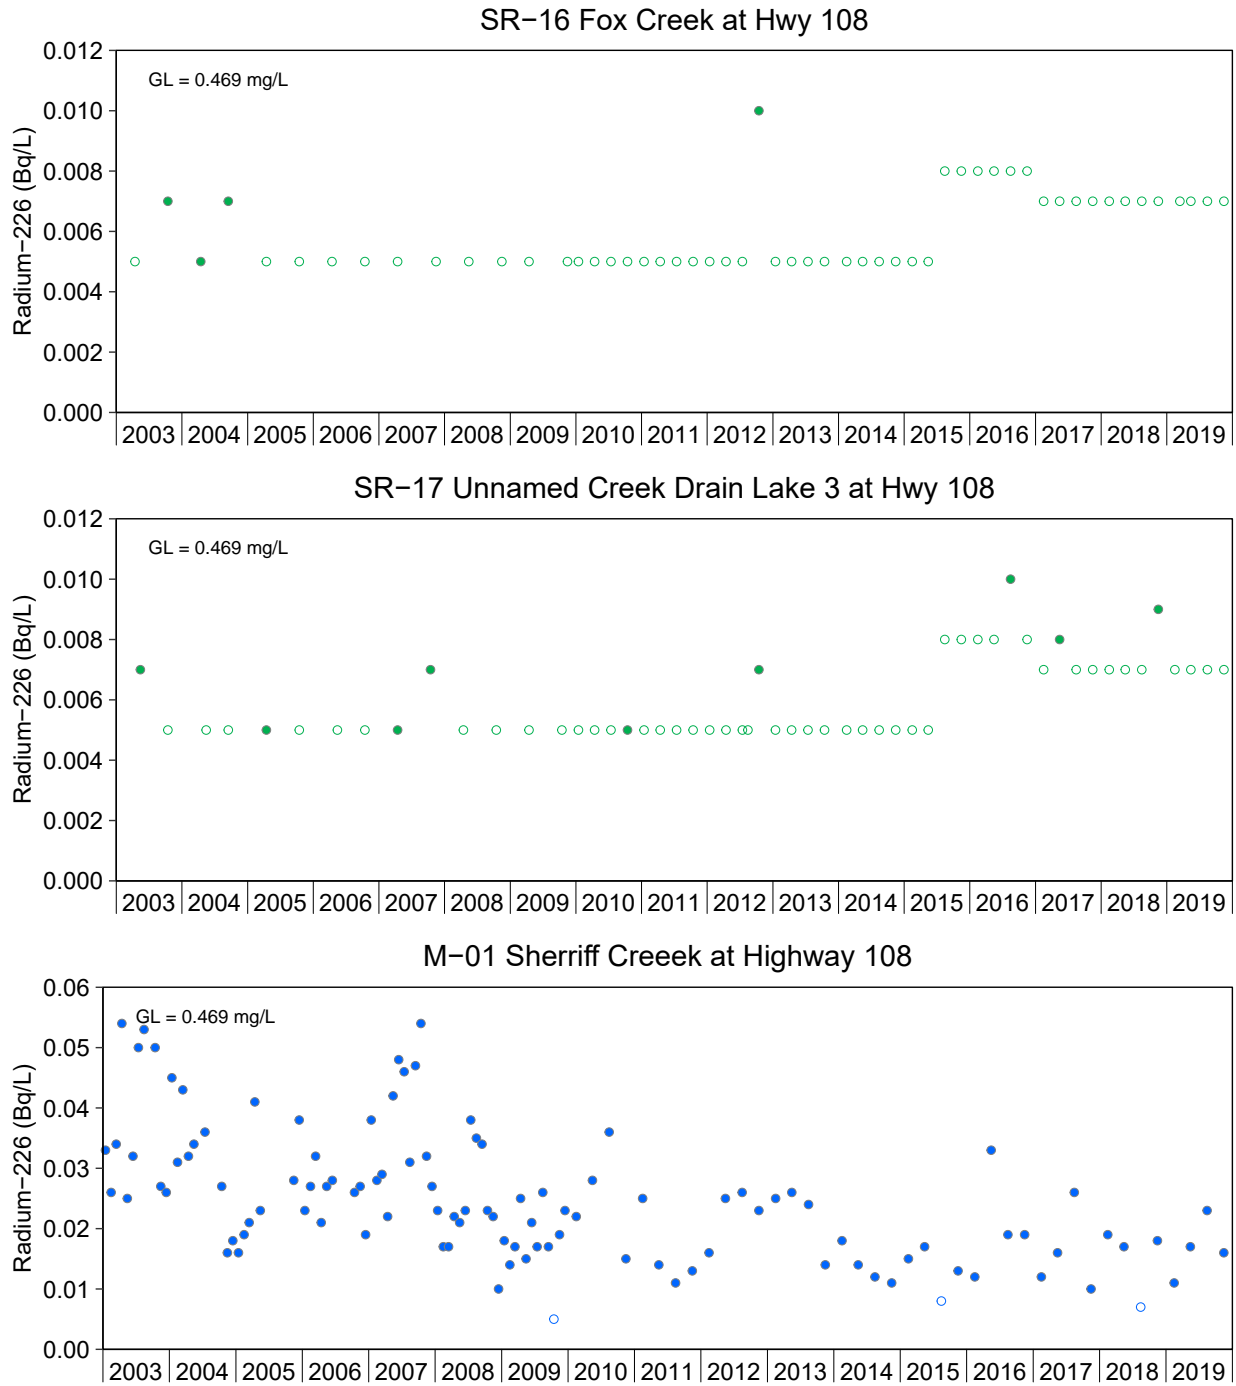 SR−16 Fox Creek at Hwy 108
GL = 0.469 mg/L
Radium−226 (Bq/L)
0.012
0.010
0.008
0.006
0.004
0.002
0.000
2003 2004 2005 2006 2007 2008 2009 2010 2011 2012 2013 2014 2015 2016 2017 2018 2019
SR−17 Unnamed Creek Drain Lake 3 at Hwy 108
GL = 0.469 mg/L
Radium−226 (Bq/L)
0.012
0.010
0.008
0.006
0.004
0.002
0.000
2003 2004 2005 2006 2007 2008 2009 2010 2011 2012 2013 2014 2015 2016 2017 2018 2019
M−01 Sherriff Creeek at Highway 108
GL = 0.469 mg/L
Radium−226 (Bq/L)
0.06
0.05
0.04
0.03
0.02
0.01
0.00
2003 2004 2005 2006 2007 2008 2009 2010 2011 2012 2013 2014 2015 2016 2017 2018 2019